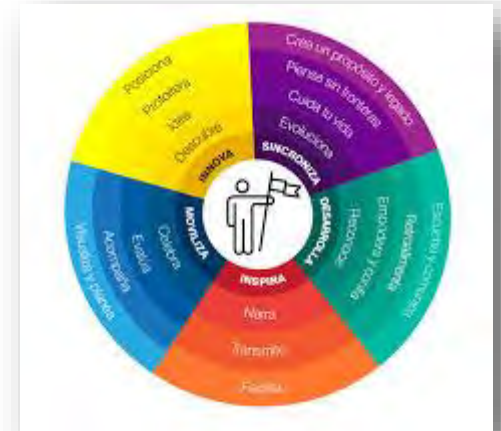 Posiciona
Prototipa
Idea
Descubre
INNOVA
Crea un propósito y legado
Piensa sin fronteras
Cuida tu vida
Evoluciona
SINCRONIZA
Escucha y comunica
Retroalimenta
Empodera y confía
Reconoce
DESARROLLA
INSPIRA
Narra
Transmite
Facilita
MOVILIZA
Celebra
Evalúa
Acompaña
Visualiza y planea